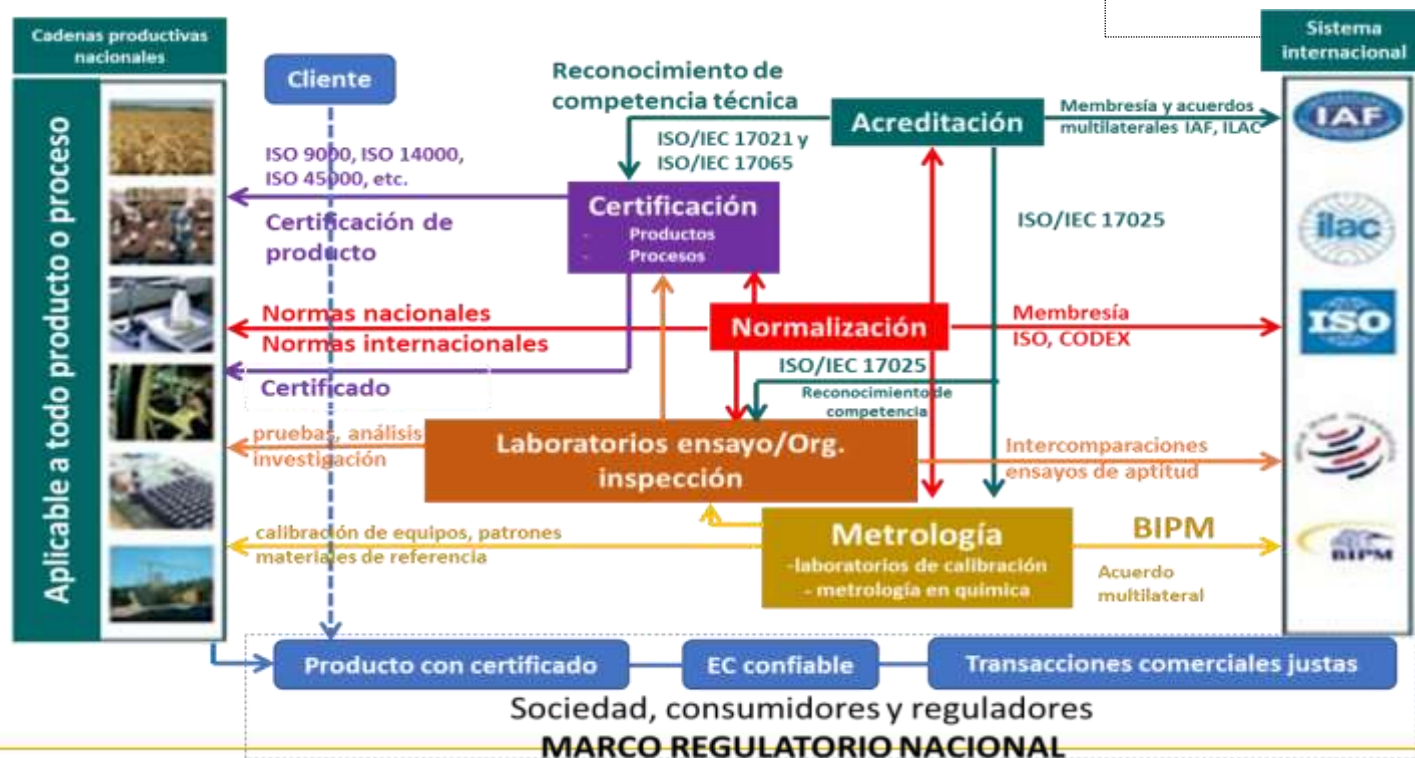 Cadenas productivas
nacionales
Sistema
internacional
Aplicable a todo producto o proceso
Cliente
Reconocimiento de
competencia técnica
Acreditación
Membresía y acuerdos
multilaterales IAF, ILAC
IAF
ISO/IEC 17021 y
ISO/IEC 17065
ISO 9000, ISO 14000,
ISO 45000, etc.
Certificación
- Productos
- Procesos
Certificación de
producto
ISO/IEC 17025
ilac
Normas nacionales
Normas internacionales
Normalización
Membresía
ISO, CODEX
ISO
Certificado
ISO/IEC 17025
Reconocimiento de
competencia
pruebas, análisis
investigación
Laboratorios ensayo/Org.
inspección
Intercomparaciones
ensayos de aptitud
calibración de equipos, patrones
materiales de referencia
Metrología
-laboratorios de calibración
- metrología en química
BIPM
Acuerdo
multilateral
BIPM
Producto con certificado
EC confiable
Transacciones comerciales justas
Sociedad, consumidores y reguladores
MARCO REGULATORIO NACIONAL